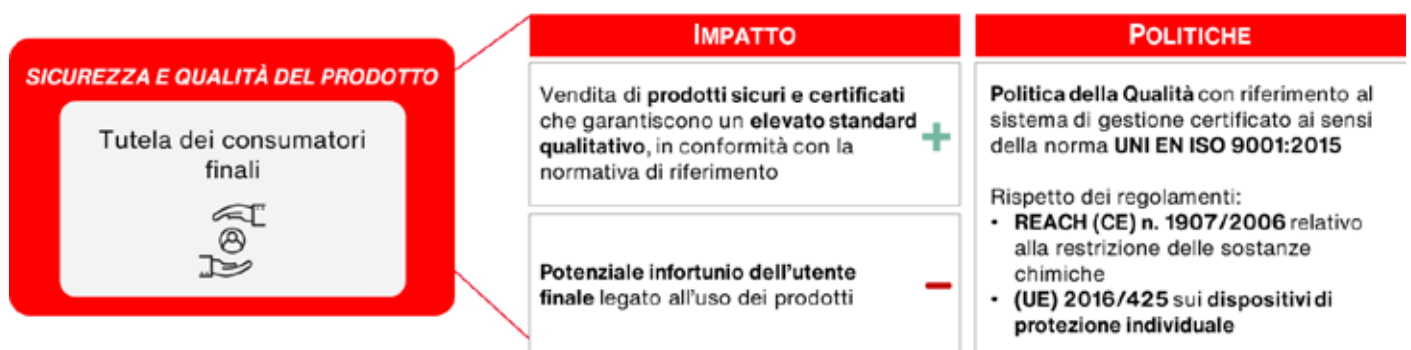 SICUREZZA E QUALITÀ DEL PRODOTTO
Tutela dei consumatori
finali
IMPATTO
Vendita di prodotti sicuri e certificati
che garantiscono un elevato standard
qualitativo, in conformità con la
normativa di riferimento
Potenziale infortunio dell'utente
finale legato all'uso dei prodotti
POLITICHE
Politica della Qualità con riferimento al
sistema di gestione certificato ai sensi
della norma UNI EN ISO 9001:2015
Rispetto dei regolamenti:
• REACH (CE) n. 1907/2006 relativo
alla restrizione delle sostanze
chimiche
• (UE) 2016/425 sui dispositivi di
protezione individuale